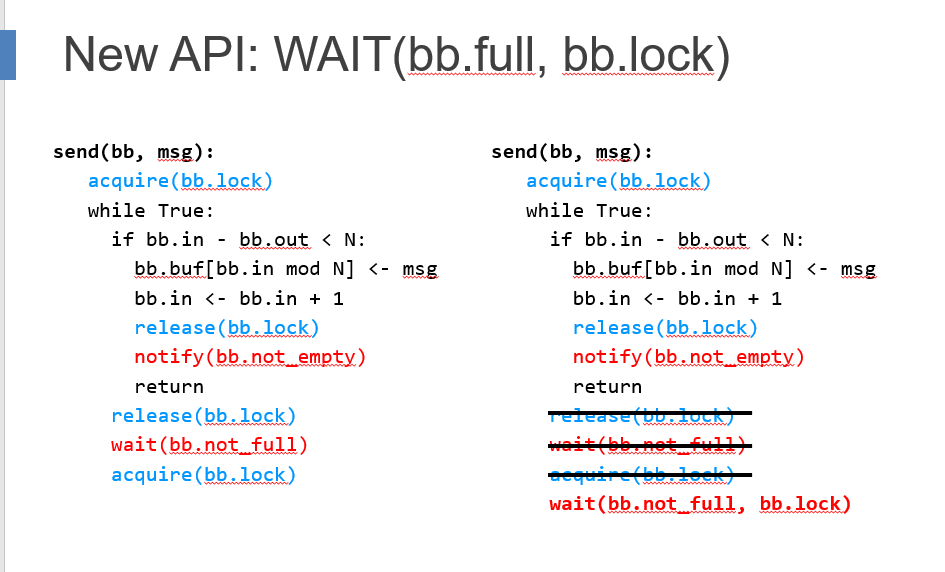 New API: WAIT(bb.full, bb.lock)
send(bb, msg):
acquire(bb.lock)
while True:
if bb.in - bb.out < N:
bb.buf[bb.in mod N] <- msg
bb.in <- bb.in + 1
release(bb.lock)
notify(bb.not_empty)
return
release(bb.lock)
wait(bb.not_full)
acquire(bb.lock)
send(bb, msg):
acquire(bb.lock)
while True:
if bb.in - bb.out < N:
bb.buf[bb.in mod N] <- msg
bb.in <- bb.in + 1
release(bb.lock)
notify(bb.not_empty)
return
release(bb.lock)
wait(bb.not_full)
acquire(bb.lock)
wait(bb.not_full, bb.lock)